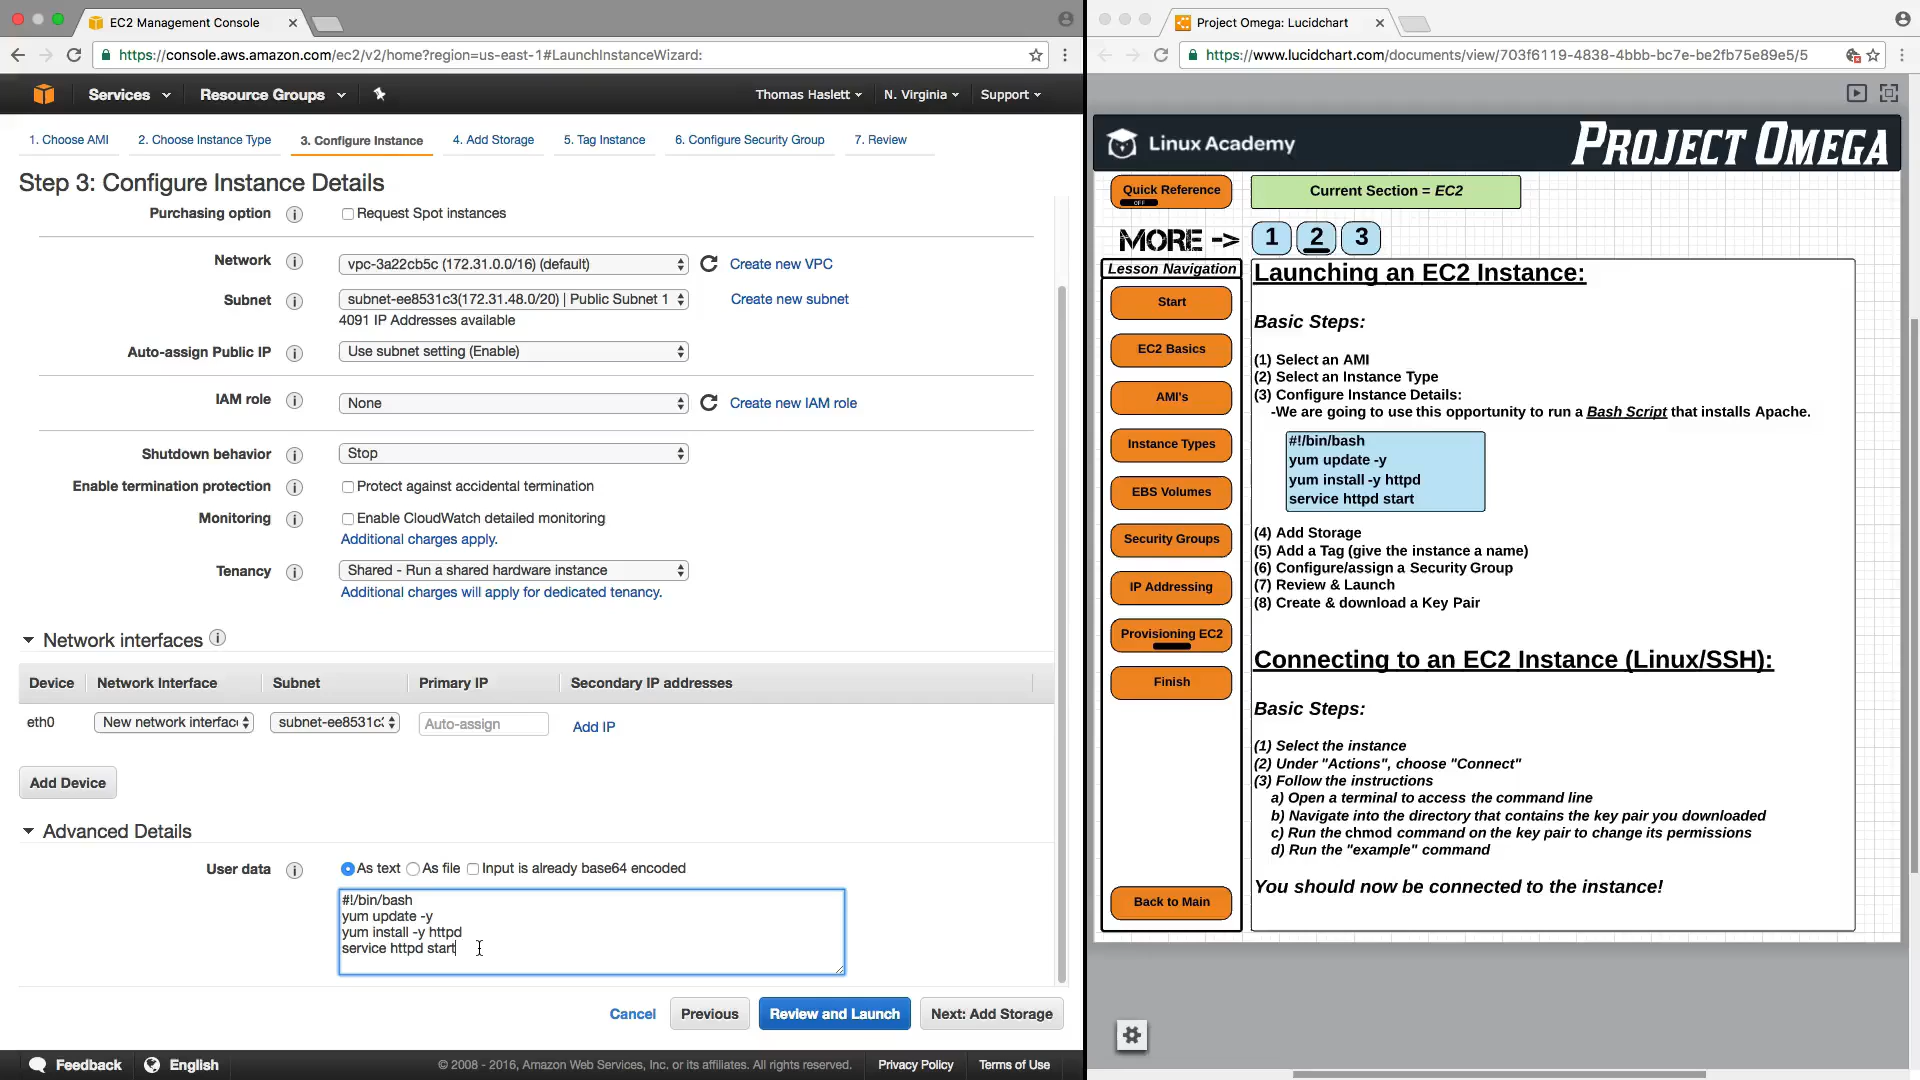 EC2 Management Console
https://console.aws.amazon.com/ec2/v2/home?region=us-east-1#LaunchInstanceWizard:
Services
Resource Groups
Thomas Haslett
N. Virginia
Support
1. Choose AMI
2. Choose Instance Type
3. Configure Instance
4. Add Storage
5. Tag Instance
6. Configure Security Group
7. Review
Step 3: Configure Instance Details
Purchasing option
Request Spot instances
Network
vpc-3a22cb5c (172.31.0.0/16) (default)
Create new VPC
Subnet
subnet-ee8531c3(172.31.48.0/20) | Public Subnet 1
Create new subnet
4091 IP Addresses available
Auto-assign Public IP
Use subnet setting (Enable)
IAM role
None
Create new IAM role
Shutdown behavior
Stop
Enable termination protection
Protect against accidental termination
Monitoring
Enable CloudWatch detailed monitoring
Additional charges apply.
Tenancy
Shared - Run a shared hardware instance
Additional charges will apply for dedicated tenancy.
Network interfaces
Device
Network Interface
Subnet
Primary IP
Secondary IP addresses
eth0
New network interfac
subnet-ee8531c
Auto-assign
Add IP
Add Device
Advanced Details
User data
As text
As file
Input is already base64 encoded
#!/bin/bash
yum update -y
yum install -y httpd
service httpd start
Cancel
Previous
Review and Launch
Next: Add Storage
Feedback
English
© 2008 - 2016, Amazon Web Services, Inc. or its affiliates. All rights reserved.
Privacy Policy
Terms of Use
Project Omega: Lucidchart
https://www.lucidchart.com/documents/view/703f6119-4838-4bbb-bc7e-be2fb75e89e5/5
Linux Academy
PROJECT OMEGA
Quick Reference
OFF
Current Section = EC2
MORE ->
1
2
3
Lesson Navigation
Start
EC2 Basics
AMI's
Instance Types
EBS Volumes
Security Groups
IP Addressing
Provisioning EC2
Finish
Back to Main
Launching an EC2 Instance:
Basic Steps:
(1) Select an AMI
(2) Select an Instance Type
(3) Configure Instance Details:
-We are going to use this opportunity to run a Bash Script that installs Apache.
#!/bin/bash
yum update -y
yum install -y httpd
service httpd start
(4) Add Storage
(5) Add a Tag (give the instance a name)
(6) Configure/assign a Security Group
(7) Review & Launch
(8) Create & download a Key Pair
Connecting to an EC2 Instance (Linux/SSH):
Basic Steps:
(1) Select the instance
(2) Under "Actions", choose "Connect"
(3) Follow the instructions
a) Open a terminal to access the command line
b) Navigate into the directory that contains the key pair you downloaded
c) Run the chmod command on the key pair to change its permissions
d) Run the "example" command
You should now be connected to the instance!